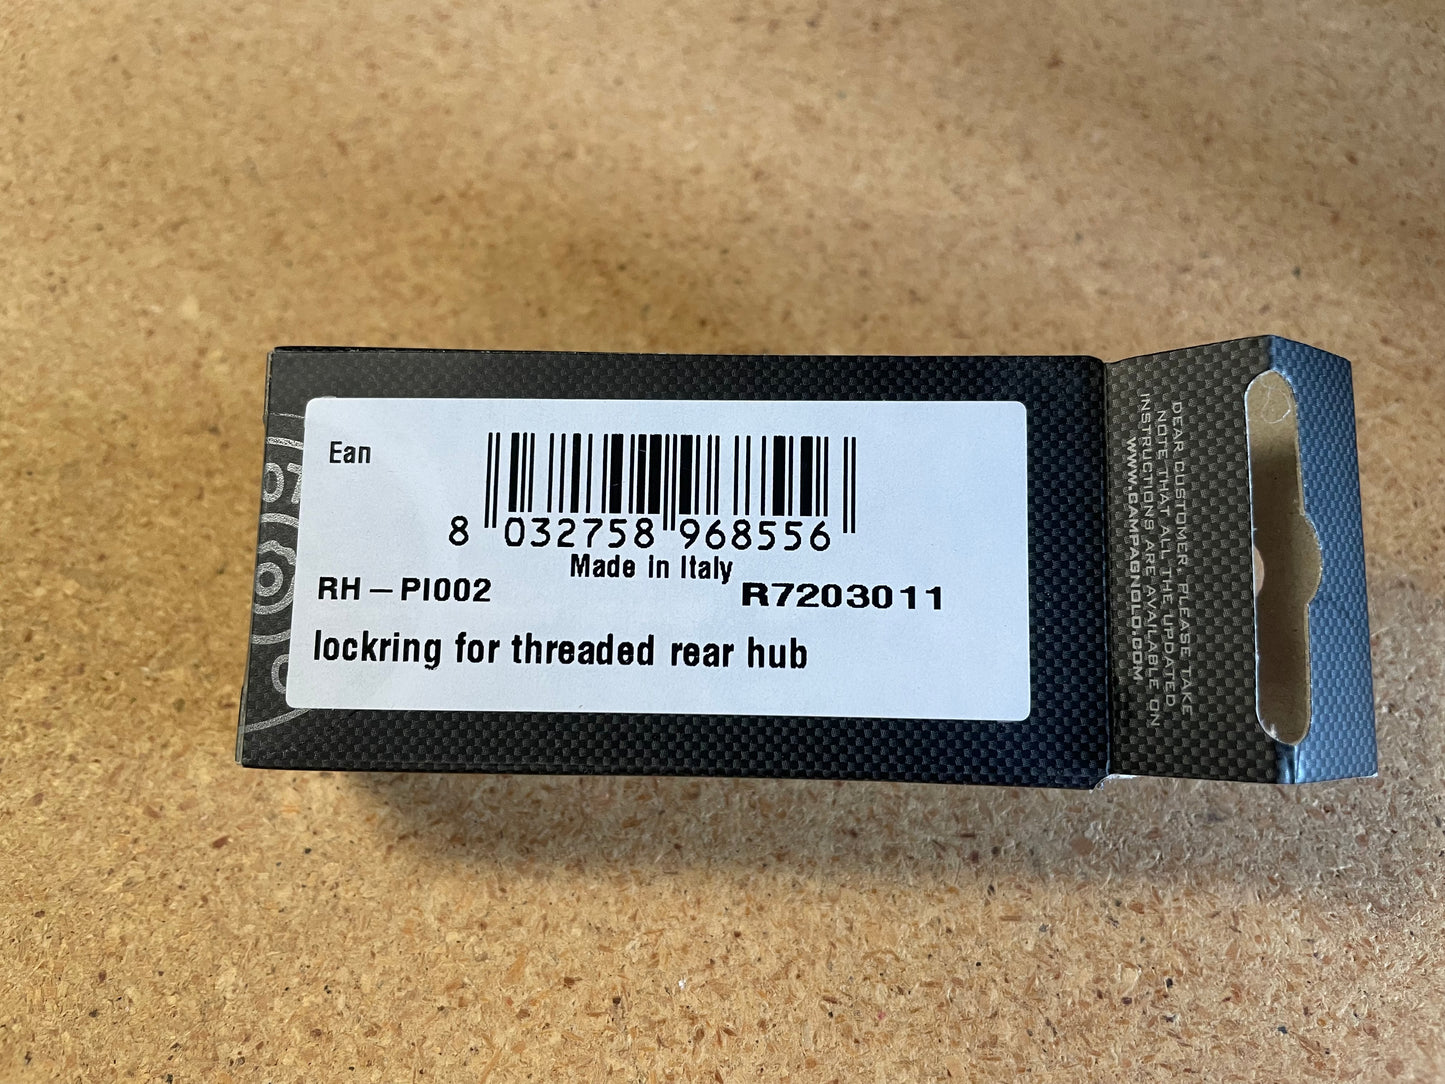 Ean
8 032758 968556
Made in Italy
RH – PI002
R7203011
lockring for threaded rear hub
DEAR CUSTOMER, PLEASE TAKE
NOTE THAT ALL THE UPDATED
INSTRUCTIONS ARE AVAILABLE ON
WWW.CAMPAGNOLO.COM